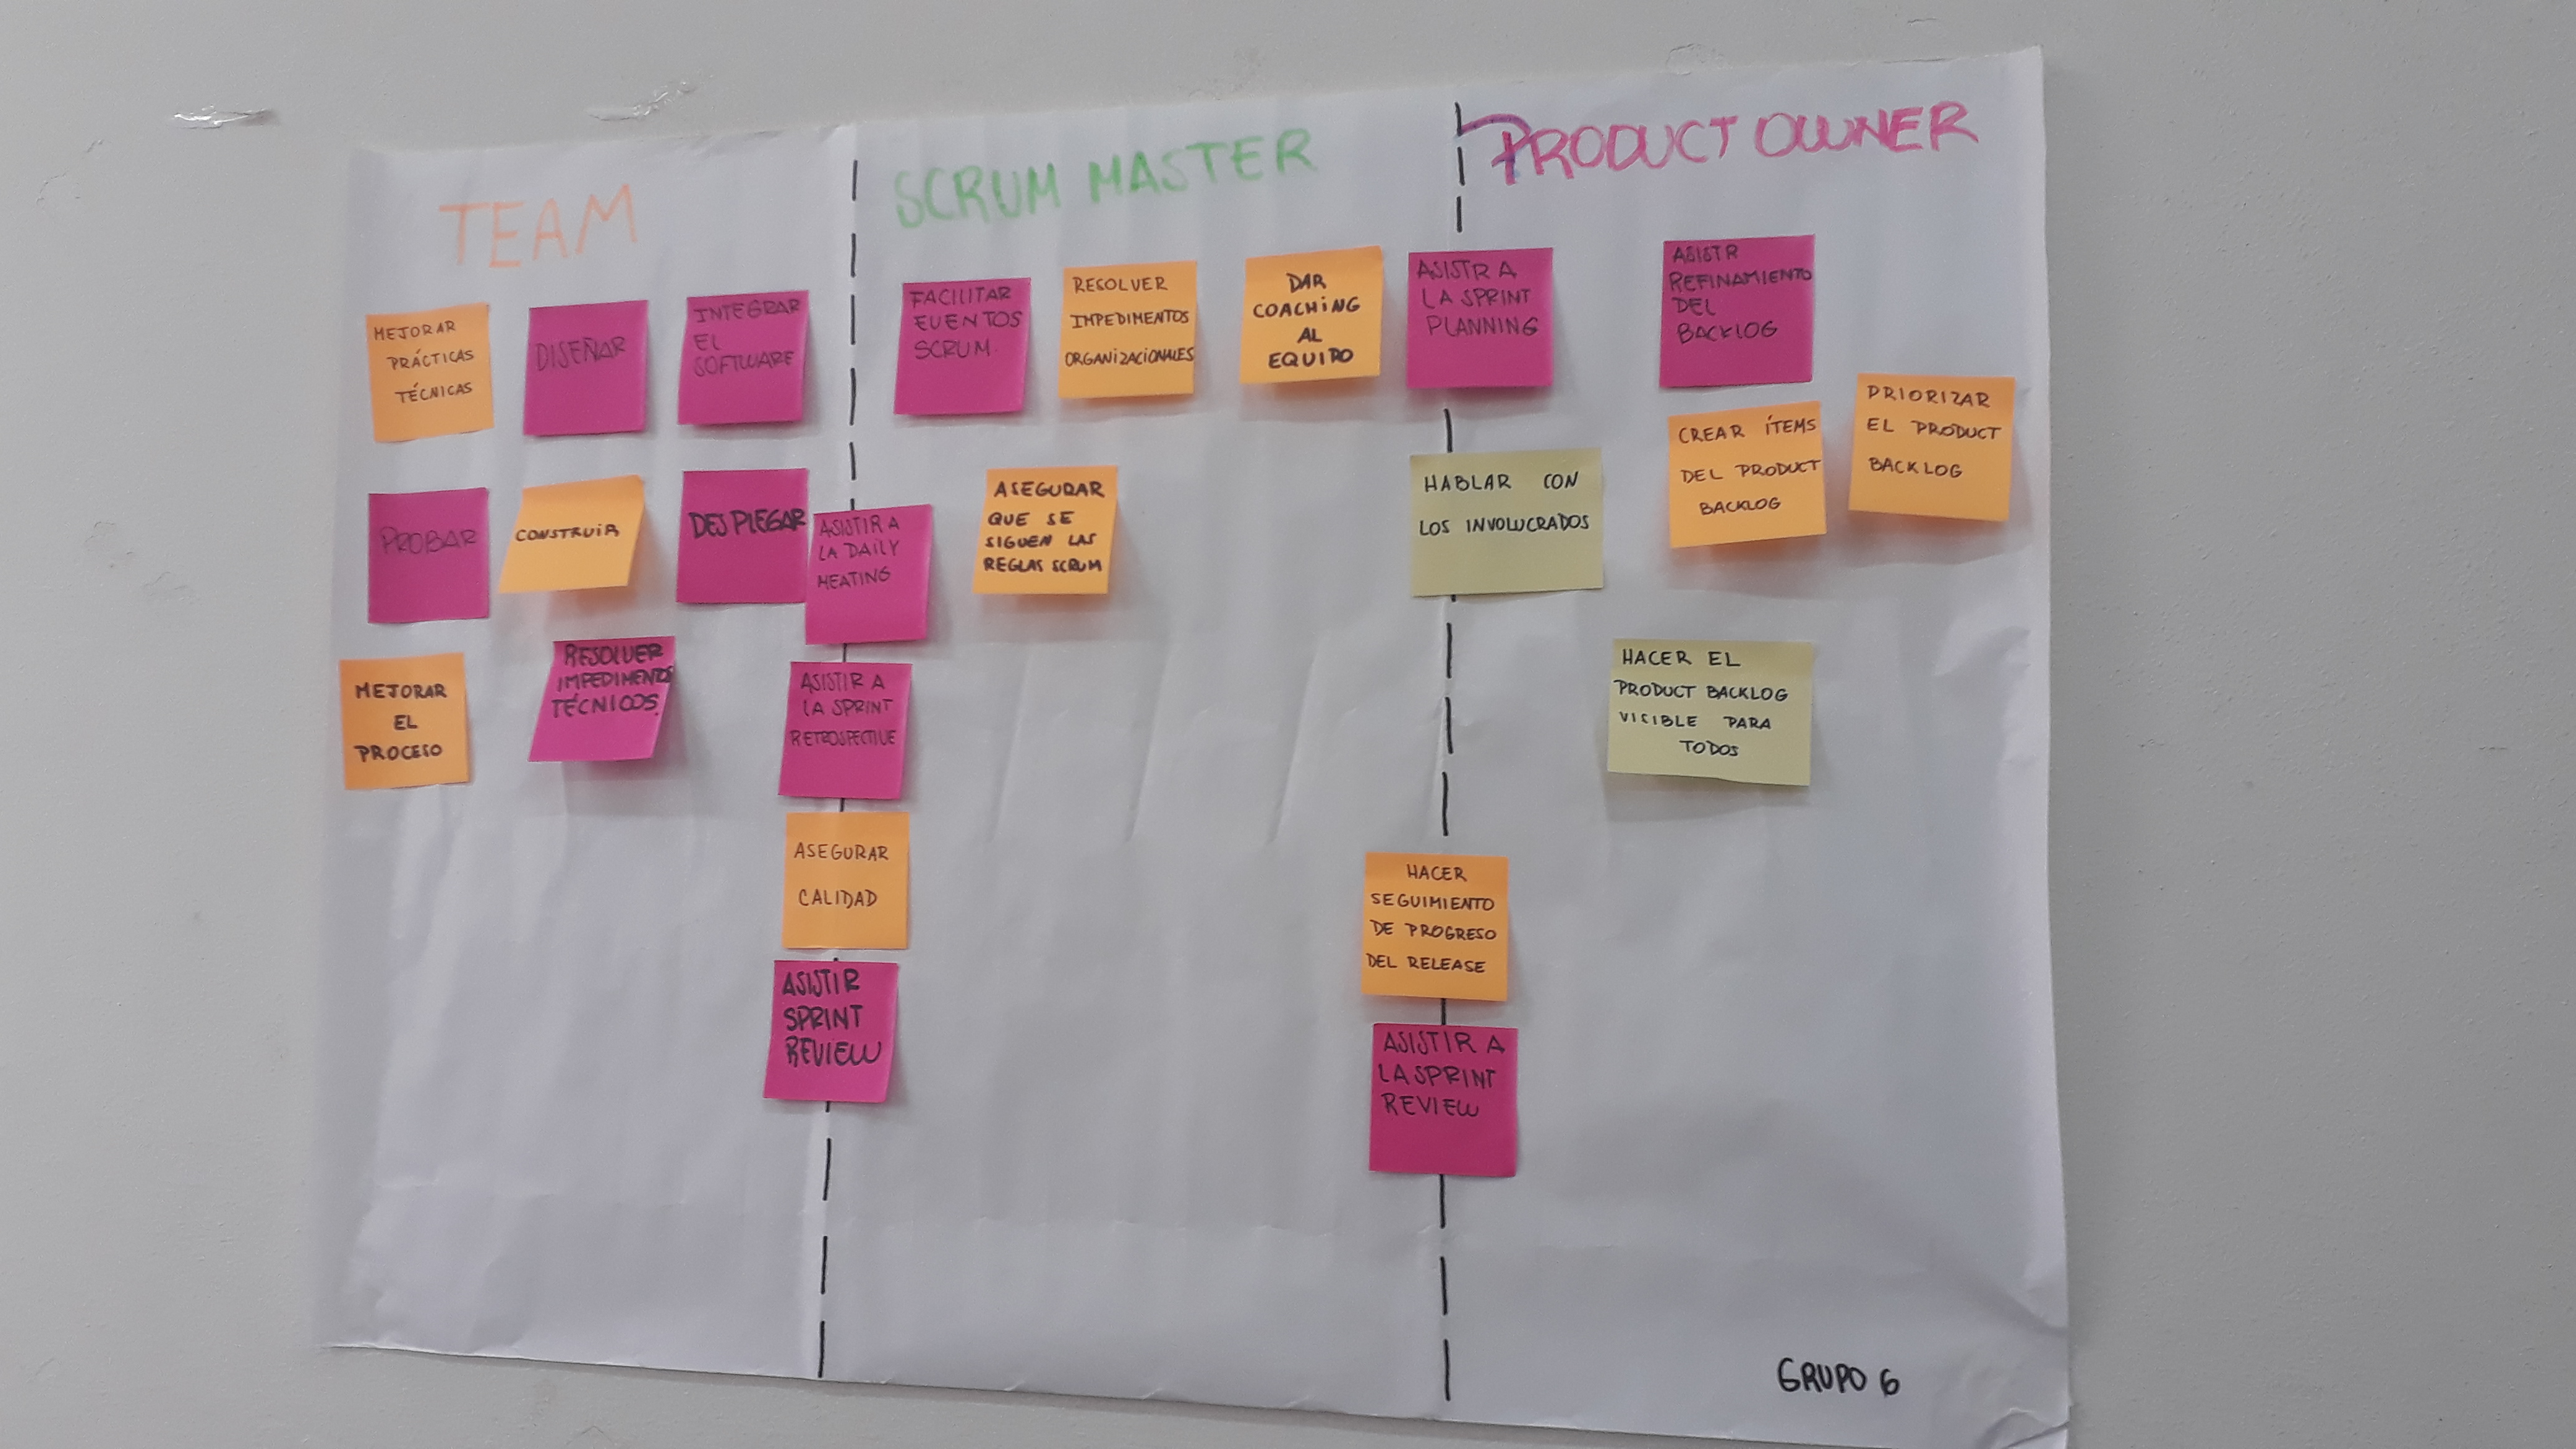 TEAM
SCRUM MASTER
PRODUCT OWNER
MEJORAR
PRÁCTICAS
TÉCNICAS
DISEÑAR
INTEGRAR
EL
SOFTWARE
PROBAR
CONSTRUIR
DESPLEGAR
MEJORAR
EL
PROCESO
RESOLVER
IMPEDIMENTOS
TÉCNICOS
ASISTIR A
LA DAILY
MEATING
ASISTIR A
LA SPRINT
RETROSPECTIVE
ASEGURAR
CALIDAD
ASISTIR
SPRINT
REVIEW
FACILITAR
EVENTOS
SCRUM.
RESOLVER
IMPEDIMENTOS
ORGANIZACIONALES
DAR
COACHING
AL
EQUIPO
ASEGURAR
QUE SE
SIGUEN LAS
REGLAS SCRUM
ASISTR A
LA SPRINT
PLANNING
HABLAR CON
LOS INVOLUCRADOS
HACER
SEGUIMIENTO
DE PROGRESO
DEL RELEASE
ASISTIR A
LA SPRINT
REVIEW
ASISTR
REFINAMIENTO
DEL
BACKLOG
CREAR ÍTEMS
DEL PRODUCT
BACKLOG
PRIORIZAR
EL PRODUCT
BACKLOG
HACER EL
PRODUCT BACKLOG
VISIBLE PARA
TODOS
GRUPO 6